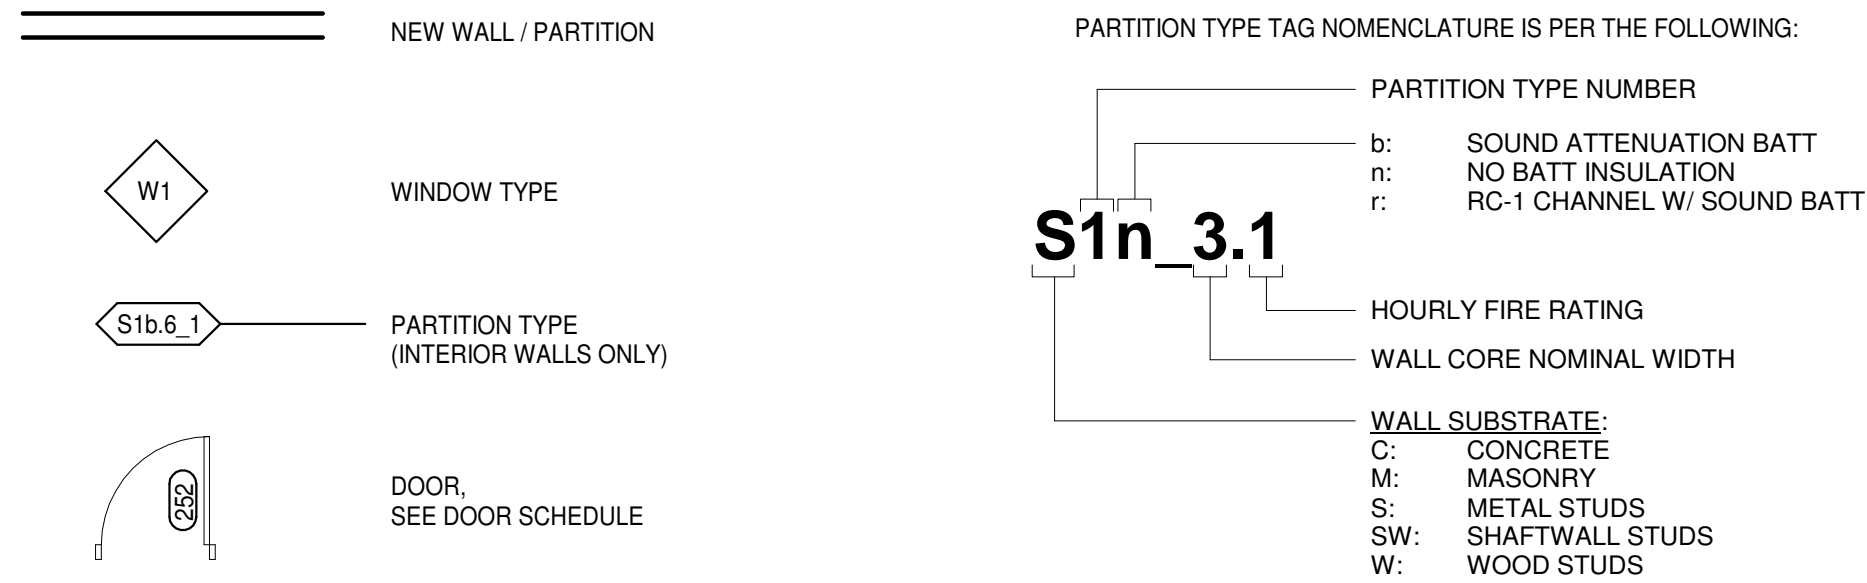 NEW WALL / PARTITION
W1
WINDOW TYPE
S1b.6_1
PARTITION TYPE
(INTERIOR WALLS ONLY)
252
DOOR,
SEE DOOR SCHEDULE
PARTITION TYPE TAG NOMENCLATURE IS PER THE FOLLOWING:
PARTITION TYPE NUMBER
b: SOUND ATTENUATION BATT
n: NO BATT INSULATION
r: RC-1 CHANNEL W/ SOUND BATT
S1n_3.1
HOURLY FIRE RATING
WALL CORE NOMINAL WIDTH
WALL SUBSTRATE:
C: CONCRETE
M: MASONRY
S: METAL STUDS
SW: SHAFTWALL STUDS
W: WOOD STUDS